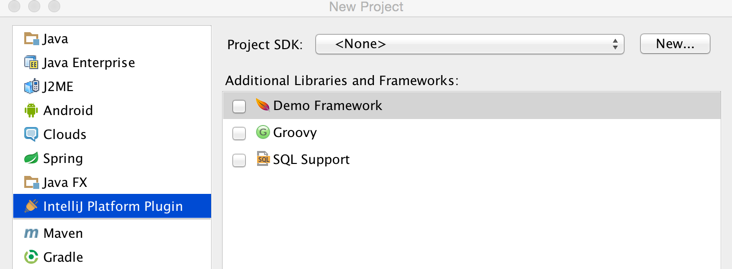 New Project
Java
Java Enterprise
J2ME
Android
Clouds
Spring
Java FX
IntelliJ Platform Plugin
Maven
Gradle
Project SDK: <None> New...
Additional Libraries and Frameworks:
Demo Framework
G Groovy
SQL SQL Support